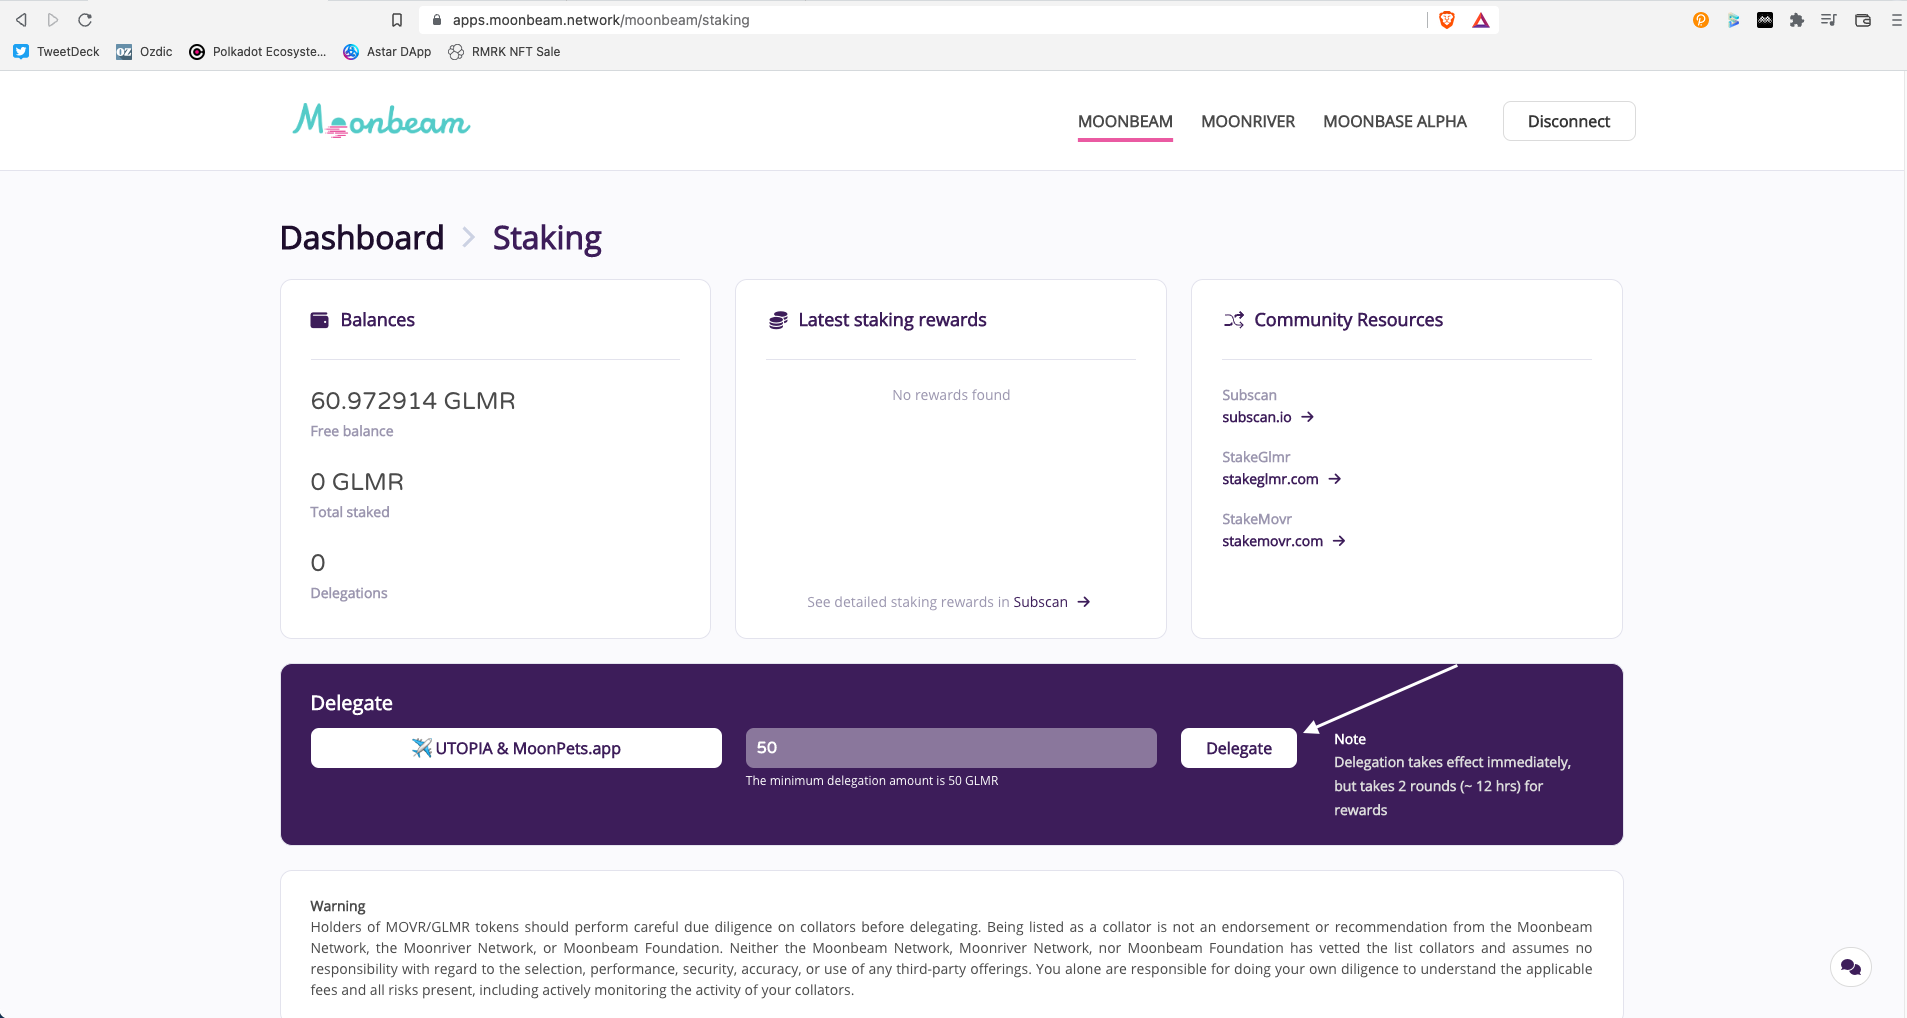 apps.moonbeam.network/moonbeam/staking
TweetDeck
OZ Ozdic
Polkadot Ecosyste...
Astar DApp
RMRK NFT Sale
Moonbeam
MOONBEAM
MOONRIVER
MOONBASE ALPHA
Disconnect
Dashboard
Staking
Balances
60.972914 GLMR
Free balance
0 GLMR
Total staked
0
Delegations
Latest staking rewards
No rewards found
See detailed staking rewards in Subscan
Community Resources
Subscan
subscan.io
StakeGlmr
stakeglmr.com
StakeMovr
stakemovr.com
Delegate
UTOPIA & MoonPets.app
50
The minimum delegation amount is 50 GLMR
Delegate
Note
Delegation takes effect immediately,
but takes 2 rounds (~ 12 hrs) for
rewards
Warning
Holders of MOVR/GLMR tokens should perform careful due diligence on collators before delegating. Being listed as a collator is not an endorsement or recommendation from the Moonbeam
Network, the Moonriver Network, or Moonbeam Foundation. Neither the Moonbeam Network, Moonriver Network, nor Moonbeam Foundation has vetted the list collators and assumes no
responsibility with regard to the selection, performance, security, accuracy, or use of any third-party offerings. You alone are responsible for doing your own diligence to understand the applicable
fees and all risks present, including actively monitoring the activity of your collators.